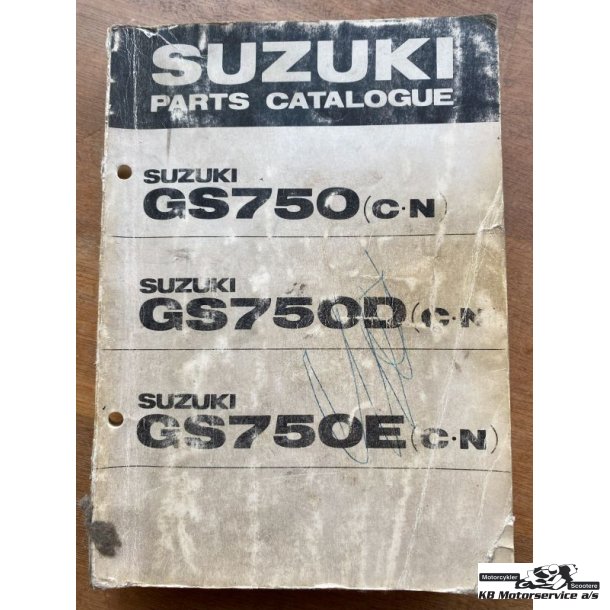 SUZUKI
PARTS CATALOGUE
SUZUKI
GS750 (C·N)
SUZUKI
GS750D (C·N
SUZUKI
GS750E (C·N)
Motorcykler
Scootere
KB Motorservice a/s